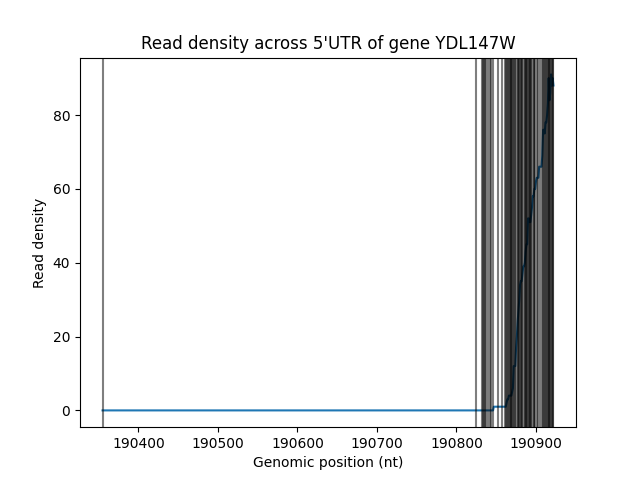 Read density across 5'UTR of gene YDL147W
Read density
80
60
40
20
0
190400 190500 190600 190700 190800 190900
Genomic position (nt)